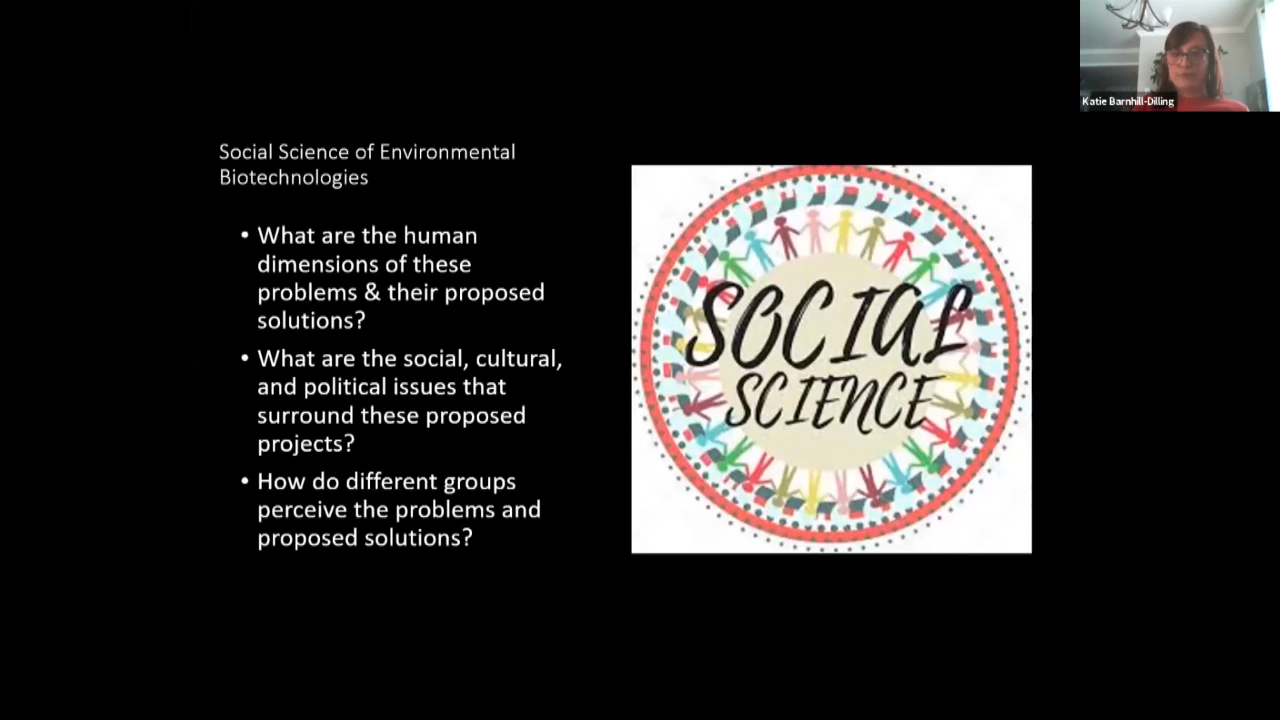 Katie Barnhill-Dilling
Social Science of Environmental
Biotechnologies
• What are the human
dimensions of these
problems & their proposed
solutions?
• What are the social, cultural,
and political issues that
surround these proposed
projects?
• How do different groups
perceive the problems and
proposed solutions?
SOCIAL
SCIENCE